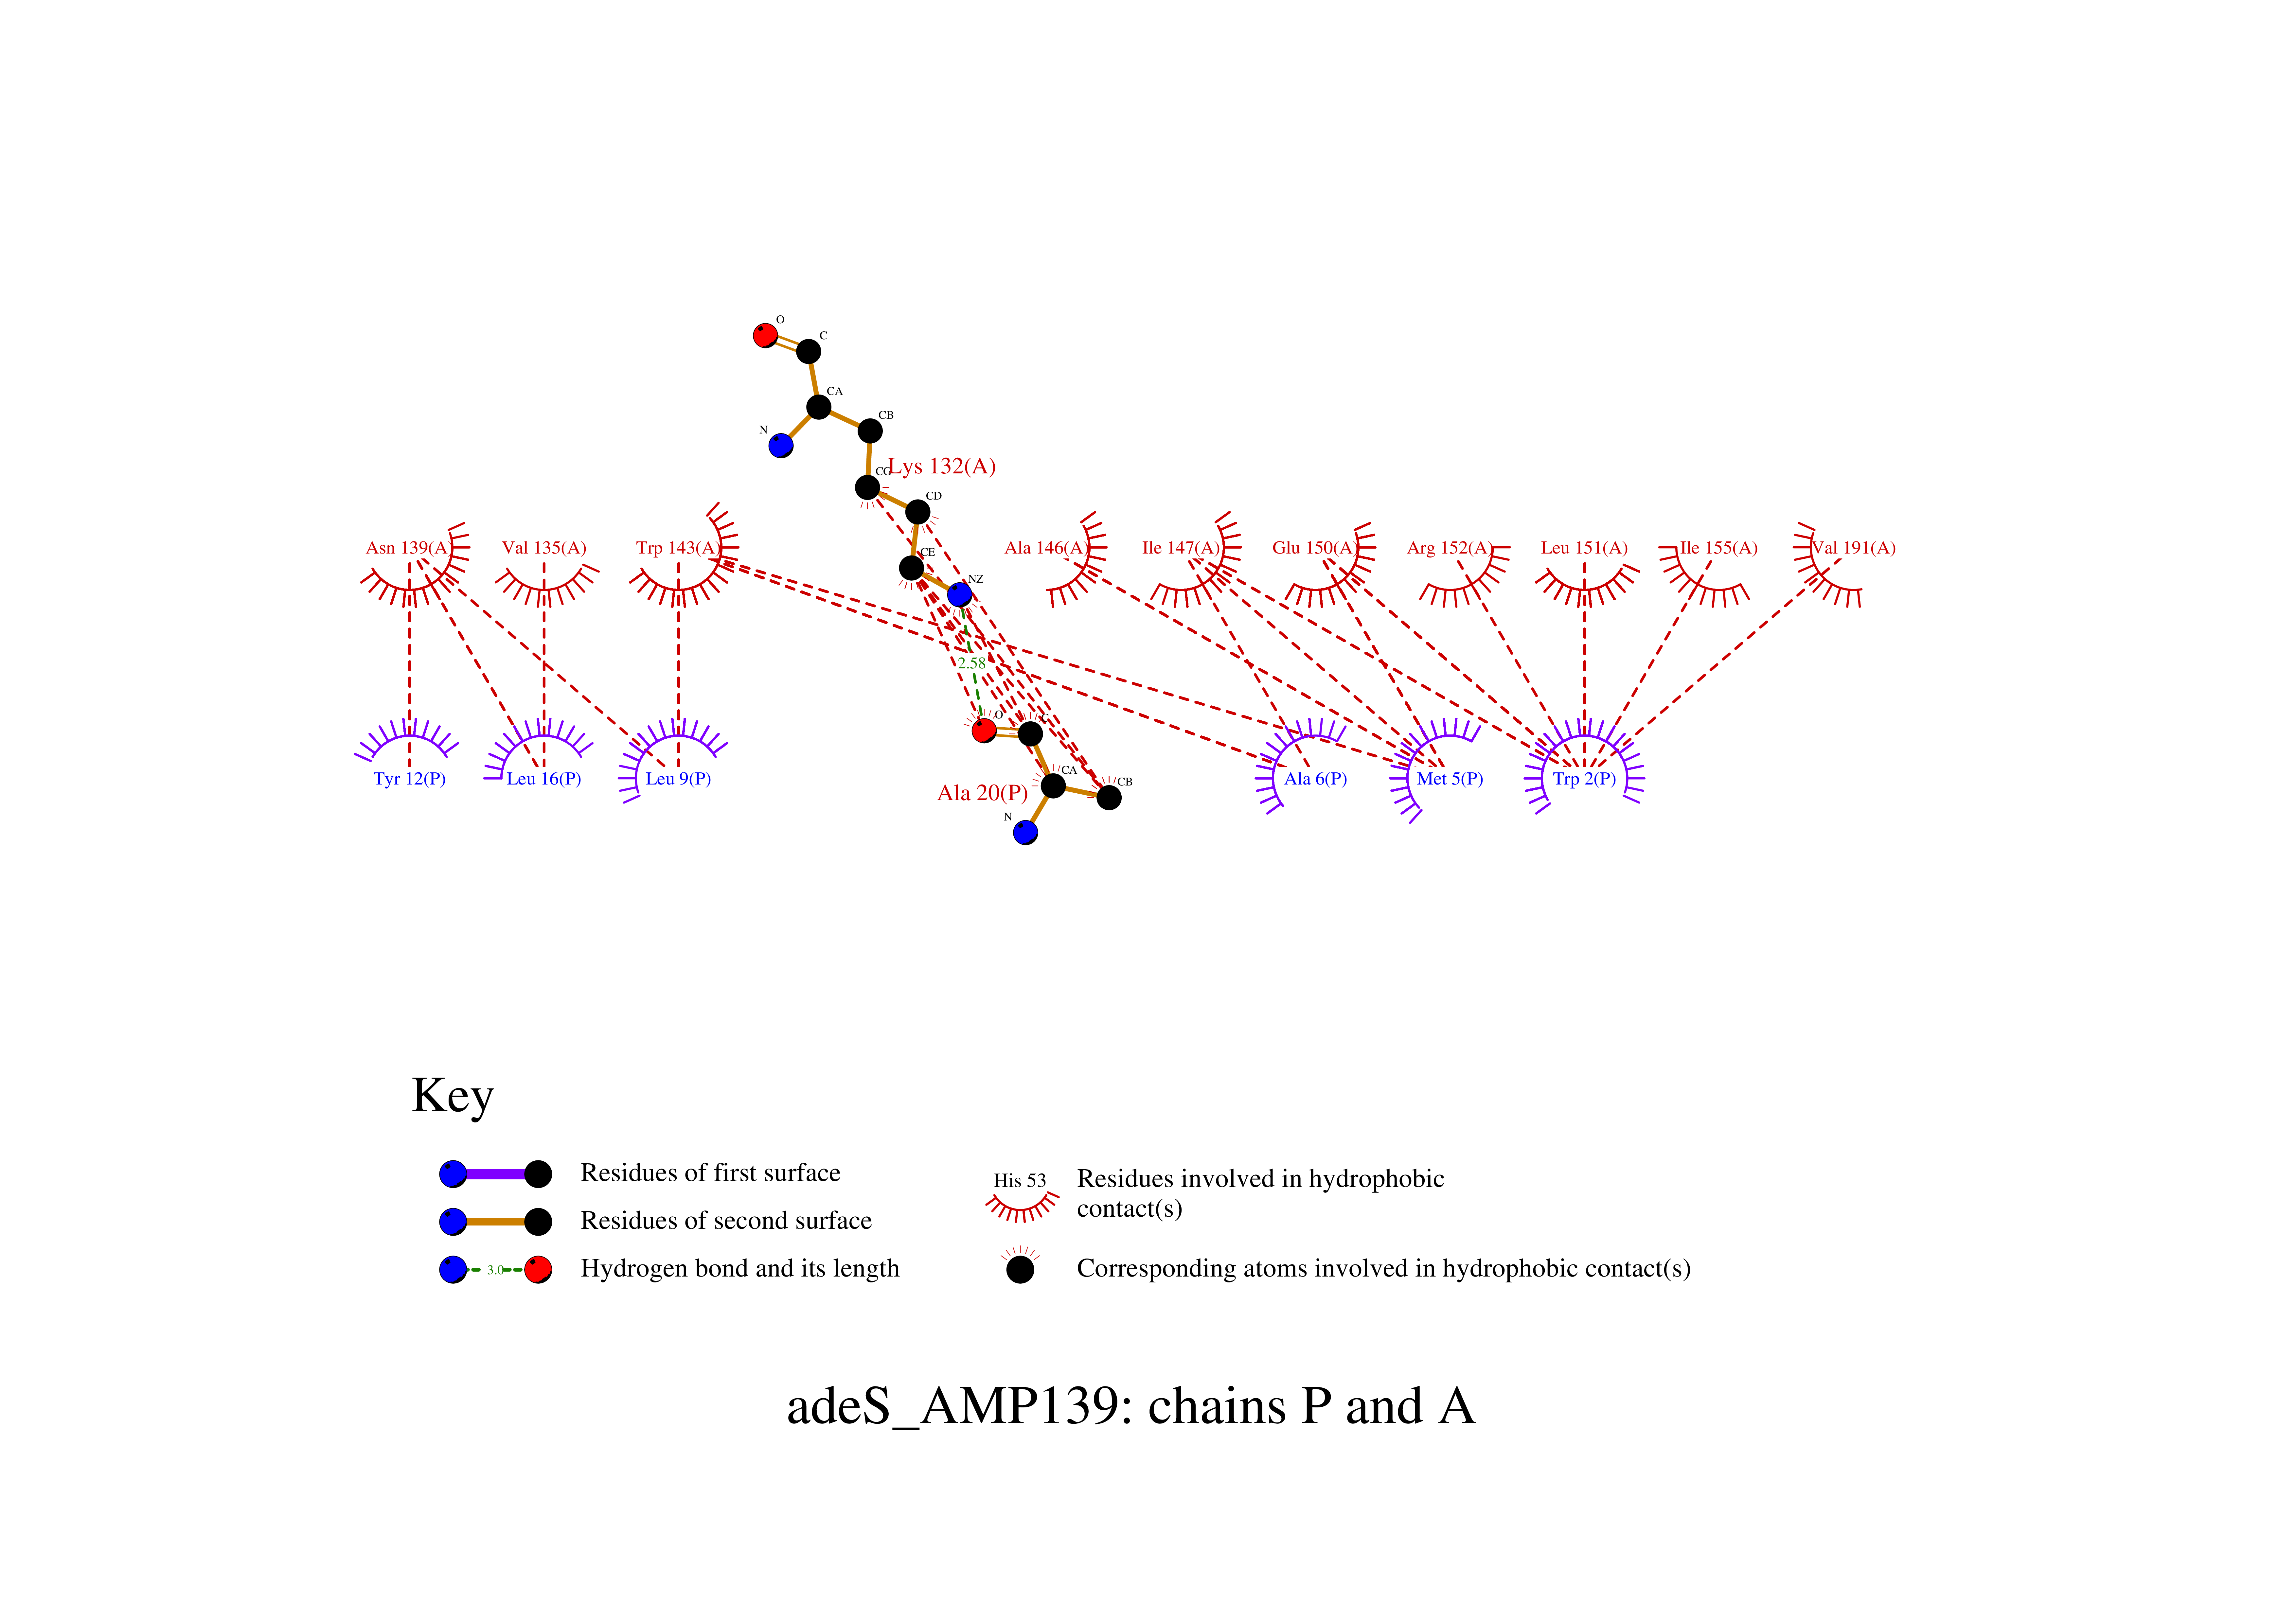 O
C
CA
CB
N
CG
Lys 132(A)
CD
CE
NZ
Asn 139(A)
Val 135(A)
Trp 143(A)
Ala 146(A)
Ile 147(A)
Glu 150(A)
Arg 152(A)
Leu 151(A)
Ile 155(A)
Val 191(A)
2.58
O
C
CA
CB
N
Ala 20(P)
Tyr 12(P)
Leu 16(P)
Leu 9(P)
Ala 6(P)
Met 5(P)
Trp 2(P)
Key
Residues of first surface
Residues of second surface
3.0
Hydrogen bond and its length
His 53
Residues involved in hydrophobic
contact(s)
Corresponding atoms involved in hydrophobic contact(s)
adeS_AMP139: chains P and A